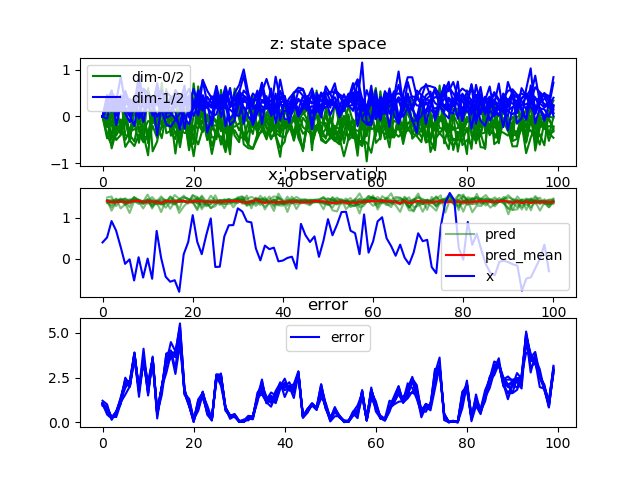 z: state space
1
0
−1
dim-0/2
dim-1/2
0 20 40 60 80 100
x: observation
1
0
pred
pred_mean
x
0 20 40 60 80 100
error
5.0
2.5
0.0
error
0 20 40 60 80 100